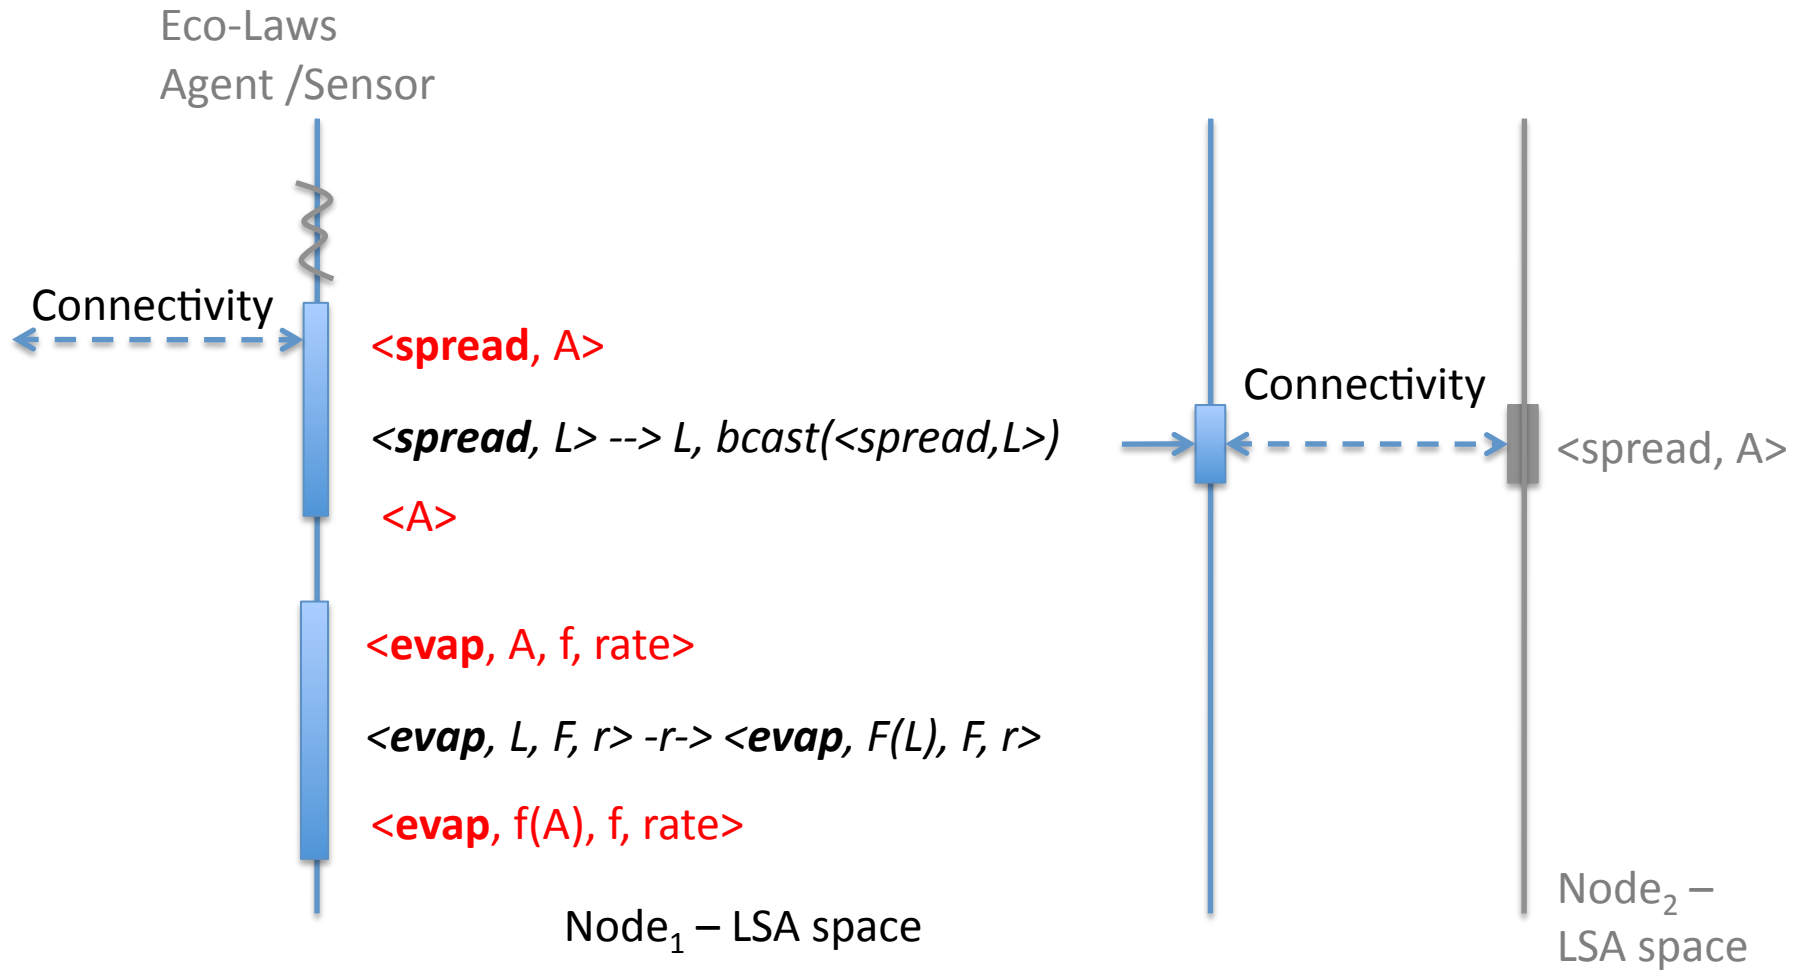 Eco-Laws
Agent /Sensor
Connectivity
<spread, A>
<spread, L> --> L, bcast(<spread,L>)
<A>
<evap, A, f, rate>
<evap, L, F, r> -r-> <evap, F(L), F, r>
<evap, f(A), f, rate>
Node1 – LSA space
Connectivity
<spread, A>
Node2 –
LSA space